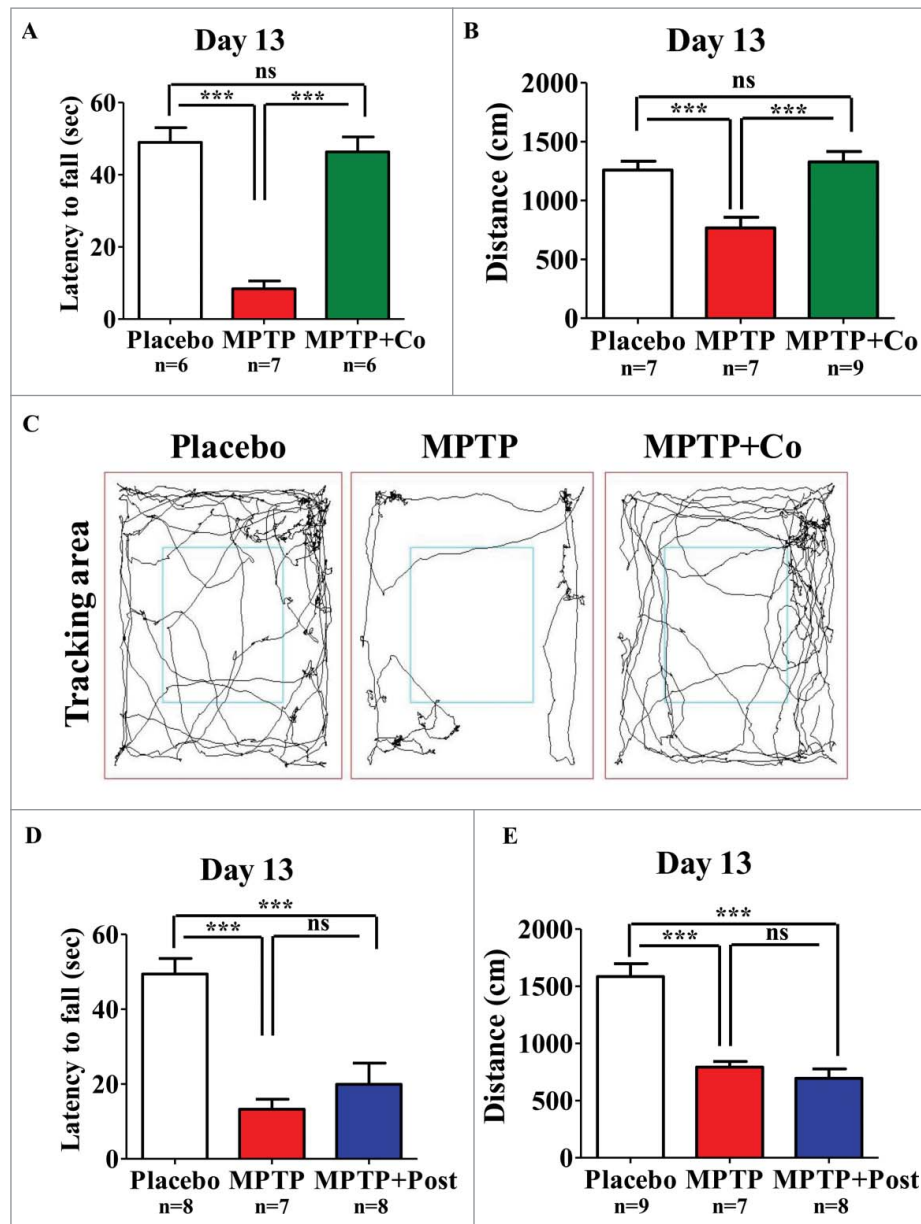 A
Day 13
ns
*** ***
Latency to fall (sec)
60
40
20
0
Placebo MPTP MPTP+Co
n=6 n=7 n=6
B
Day 13
ns
*** ***
Distance (cm)
2000
1500
1000
500
0
Placebo MPTP MPTP+Co
n=7 n=7 n=9
C
Placebo MPTP MPTP+Co
Tracking area
D
Day 13
***
*** ns
Latency to fall (sec)
60
40
20
0
Placebo MPTP MPTP+Post
n=8 n=7 n=8
E
Day 13
***
*** ns
Distance (cm)
2000
1500
1000
500
0
Placebo MPTP MPTP+Post
n=9 n=7 n=8